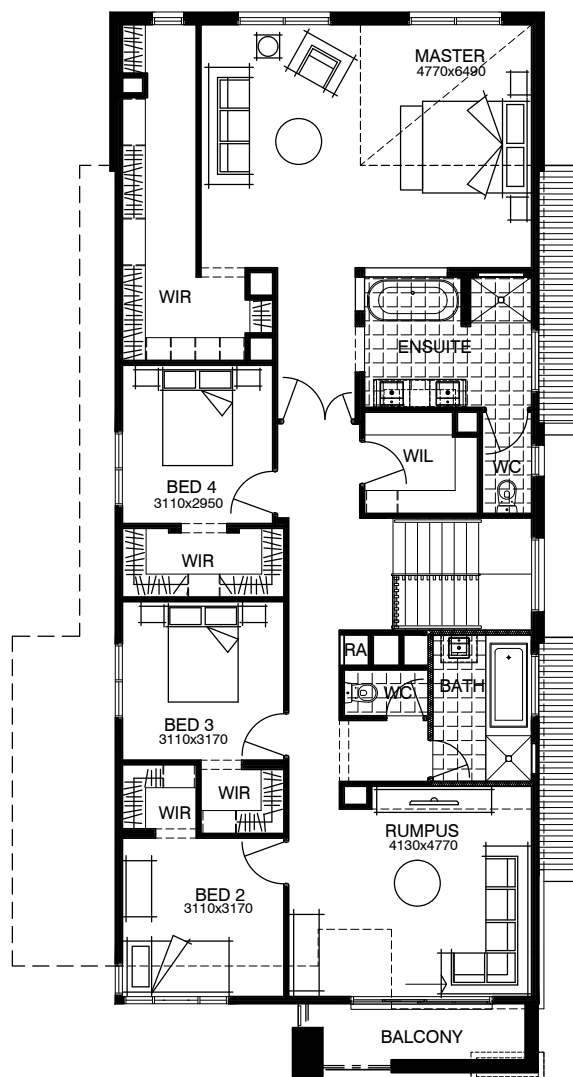 MASTER
4770x6490
WIR
ENSUITE
WIL
WC
BED 4
3110x2950
WIR
RA
WC
BATH
BED 3
3110x3170
WIR
WIR
RUMPUS
4130x4770
BED 2
3110x3170
BALCONY